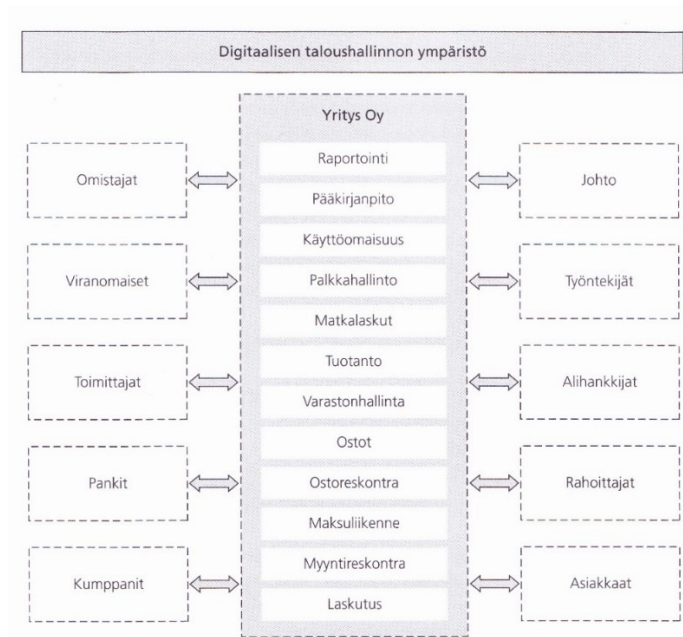 Digitaalisen taloushallinnon ympäristö
Yritys Oy
Omistajat
Viranomaiset
Toimittajat
Pankit
Kumppanit
Raportointi
Pääkirjanpito
Käyttöomaisuus
Palkkahallinto
Matkalaskut
Tuotanto
Varastonhallinta
Ostot
Ostoreskontra
Maksuliikenne
Myyntireskontra
Laskutus
Johto
Työntekijät
Alihankkijat
Rahoittajat
Asiakkaat